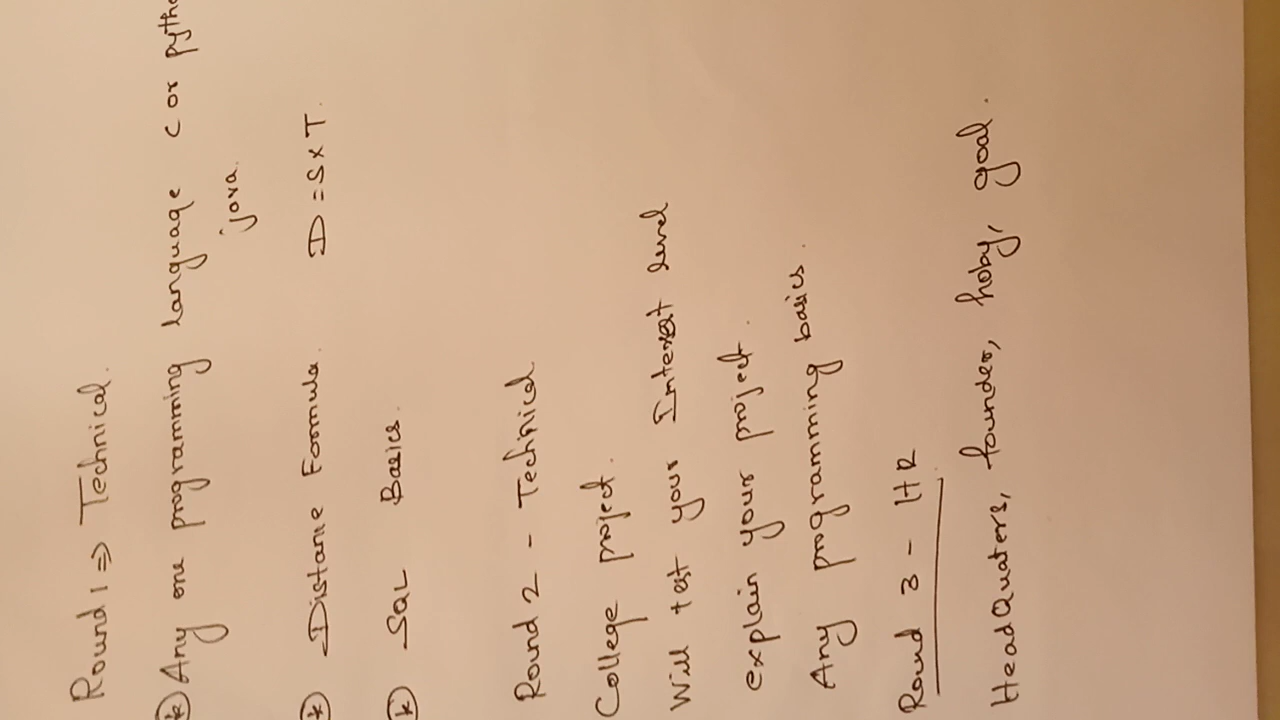 Round 1 => Technical.
* Any one programming language C or pytho
java.
* Distance Formula. D = S x T.
* SQL Basics.
Round 2 - Technical
College project.
Will test your Interest level
explain your project.
Any programming basics.
Round 3 - HR
HeadQuaters, founder, hoby, goal.